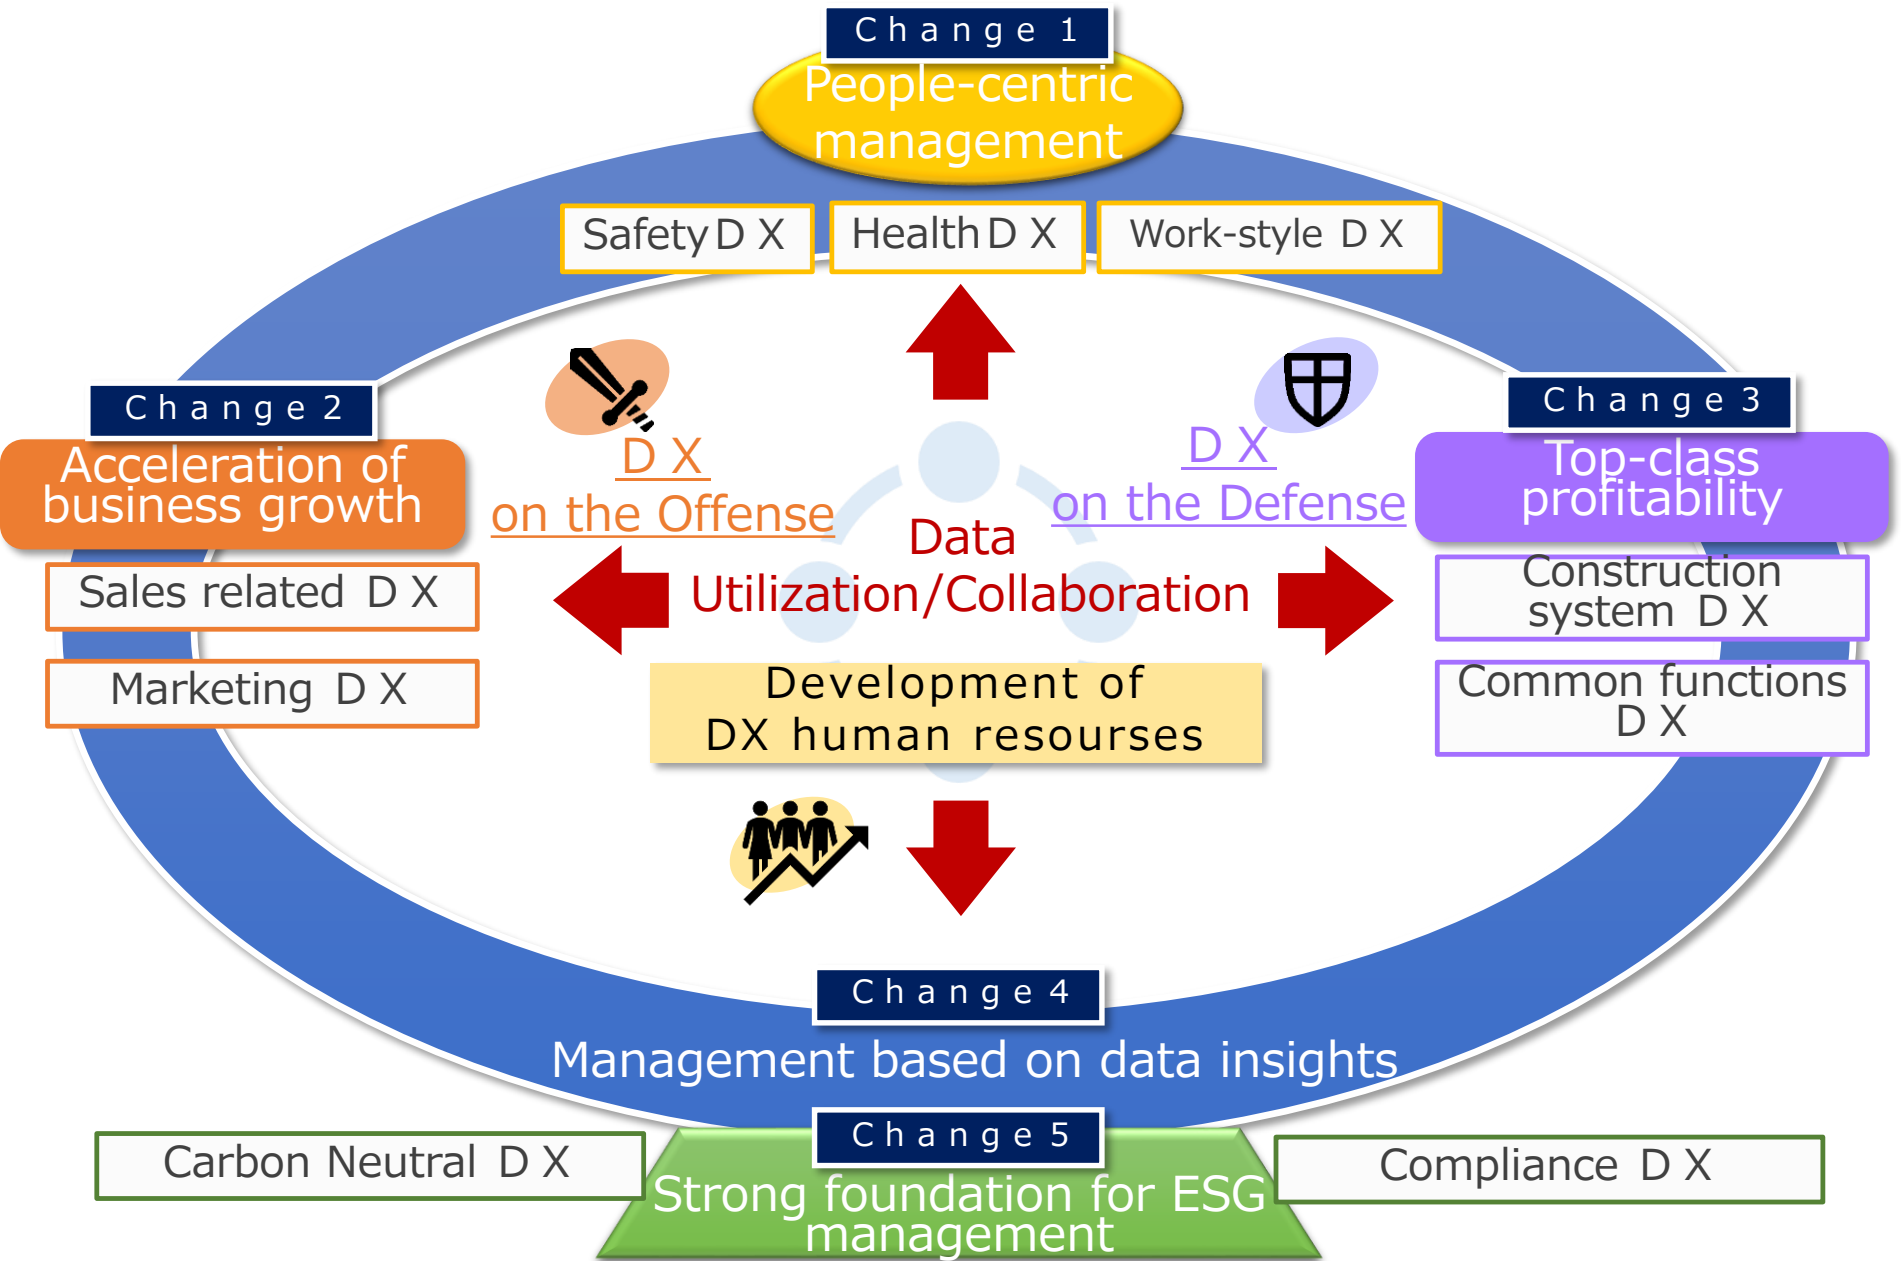 Change 1
People-centric
management
Safety D X
Health D X
Work-style D X
Change 2
Acceleration of
business growth
Sales related D X
Marketing D X
D X
on the Offense
D X
on the Defense
Change 3
Top-class
profitability
Construction
system D X
Common functions
D X
Data
Utilization/Collaboration
Development of
DX human resourses
Change 4
Management based on data insights
Change 5
Strong foundation for ESG
management
Carbon Neutral D X
Compliance D X